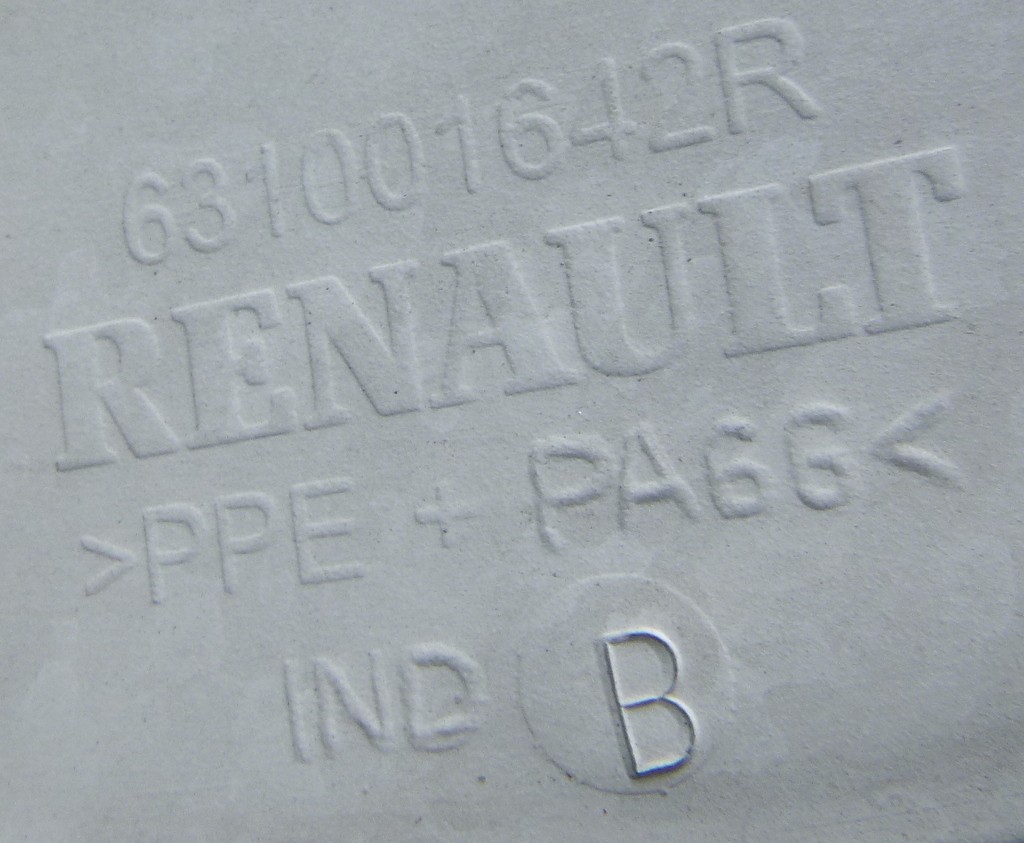 631001642R
RENAULT
>PPE + PA66<
IND B